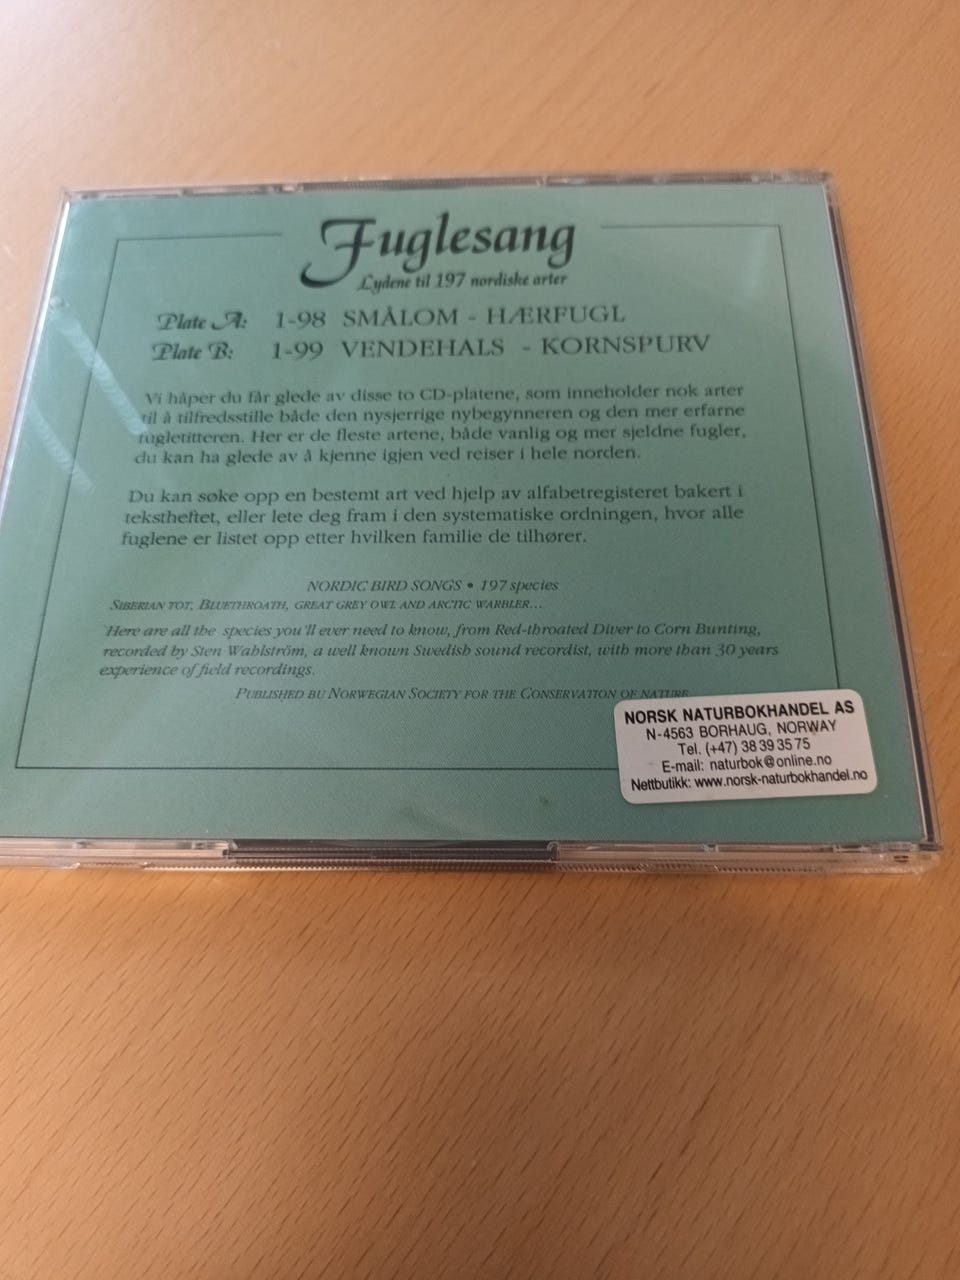 Fuglesang
Lydene til 197 nordiske arter
Plate A: 1-98 SMÅLOM - HÆRFUGL
Plate B: 1-99 VENDEHALS - KORNSPURV
Vi håper du får glede av disse to CD-platene, som inneholder nok arter
til å tilfredsstille både den nysjerrige nybegynneren og den mer erfarne
fugletitteren. Her er de fleste artene, både vanlig og mer sjeldne fugler,
du kan ha glede av å kjenne igjen ved reiser i hele norden.
Du kan søke opp en bestemt art ved hjelp av alfabetregisteret bakert i
tekstheftet, eller lete deg fram i den systematiske ordningen, hvor alle
fuglene er listet opp etter hvilken familie de tilhører.
NORDIC BIRD SONGS • 197 species
SIBERIAN TOT, BLUETHROATH, GREAT GREY OWL AND ARCTIC WARBLER...
Here are all the species you'll ever need to know, from Red-throated Diver to Corn Bunting,
recorded by Sten Wahlström, a well known Swedish sound recordist, with more than 30 years
experience of field recordings.
PUBLISHED BU NORWEGIAN SOCIETY FOR THE CONSERVATION OF NATURE
NORSK NATURBOKHANDEL AS
N-4563 BORHAUG, NORWAY
Tel. (+47) 38 39 35 75
E-mail: naturbok@online.no
Nettbutikk: www.norsk-naturbokhandel.no